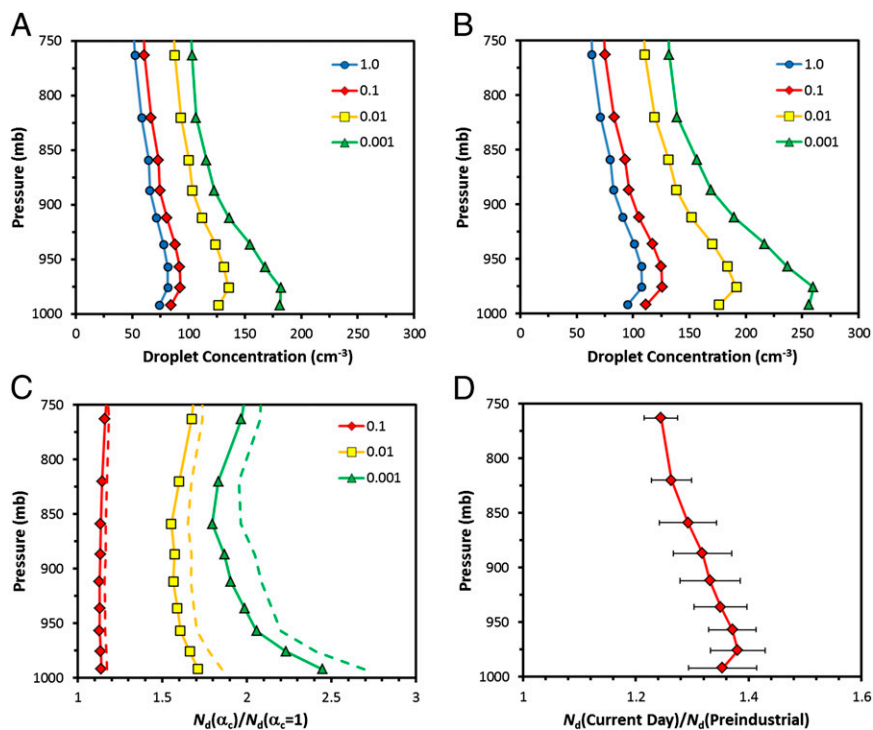 A
750
800
850
900
950
1000
Pressure (mb)
0 50 100 150 200 250 300
Droplet Concentration (cm⁻³)
1.0
0.1
0.01
0.001
B
750
800
850
900
950
1000
Pressure (mb)
0 50 100 150 200 250 300
Droplet Concentration (cm⁻³)
1.0
0.1
0.01
0.001
C
750
800
850
900
950
1000
Pressure (mb)
1 1.5 2 2.5 3
Nd(αc)/Nd(αc=1)
0.1
0.01
0.001
D
750
800
850
900
950
1000
Pressure (mb)
1 1.2 1.4 1.6
Nd(Current Day)/Nd(Preindustrial)